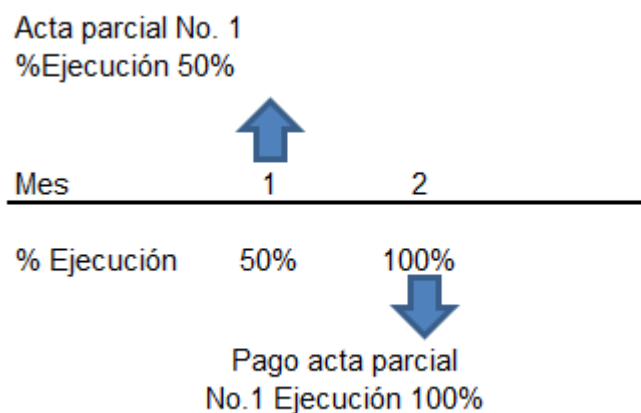 Acta parcial No. 1
%Ejecución 50%
Mes 1 2
% Ejecución 50% 100%
Pago acta parcial
No.1 Ejecución 100%